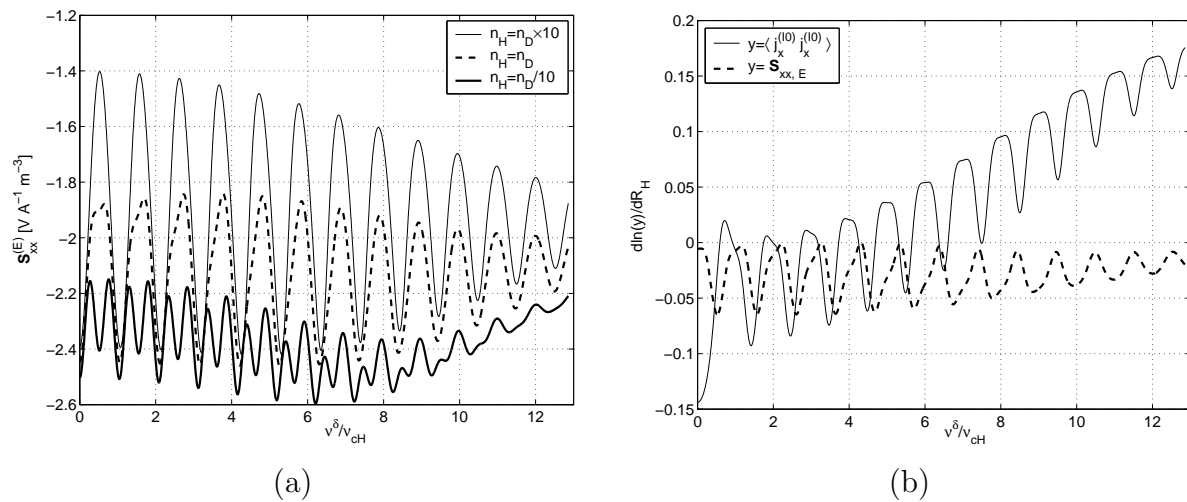 −1.2
−1.4
−1.6
−1.8
−2
−2.2
−2.4
−2.6
S_xx^(E) [V A^−1 m^−3]
n_H=n_D×10
n_H=n_D
n_H=n_D/10
0 2 4 6 8 10 12
ν^δ/ν_cH
(a)
0.2
0.15
0.1
0.05
0
−0.05
−0.1
−0.15
dln(y)/dR_H
y=⟨ j_x^(I0) j_x^(I0) ⟩
y= S_xx, E
0 2 4 6 8 10 12
ν^δ/ν_cH
(b)